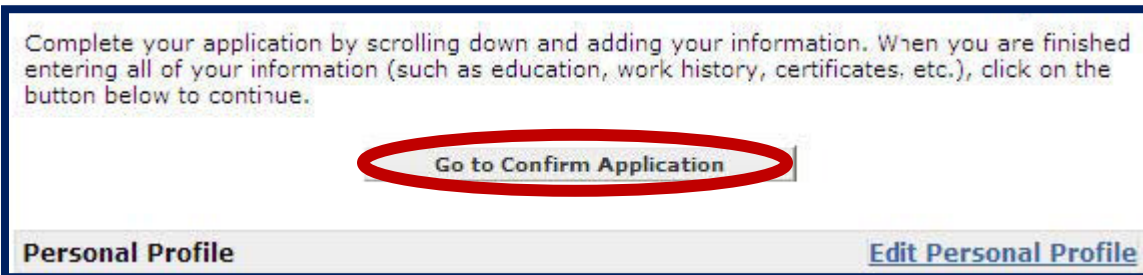 Complete your application by scrolling down and adding your information. When you are finished
entering all of your information (such as education, work history, certificates, etc.), click on the
button below to continue.
Go to Confirm Application
Personal Profile Edit Personal Profile